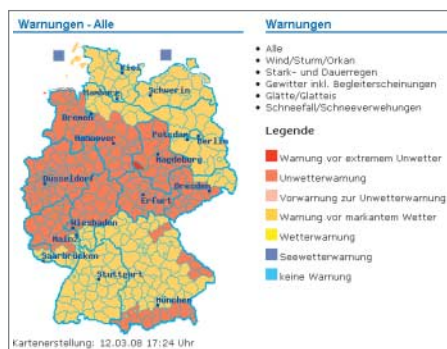 Warnungen - Alle
Kiel
Hamburg
Schwerin
Bremen
Hannover
Potsdam
Berlin
Magdeburg
Düsseldorf
Dresden
Erfurt
Wiesbaden
Mainz
Saarbrücken
Stuttgart
München
Kartenerstellung: 12.03.08 17:24 Uhr
Warnungen
Alle
Wind/Sturm/Orkan
Stark- und Dauerregen
Gewitter inkl. Begleiterscheinungen
Glätte/Glatteis
Schneefall/Schneeverwehungen
Legende
Warnung vor extremem Unwetter
Unwetterwarnung
Vorwarnung zur Unwetterwarnung
Warnung vor markantem Wetter
Wetterwarnung
Seewetterwarnung
keine Warnung